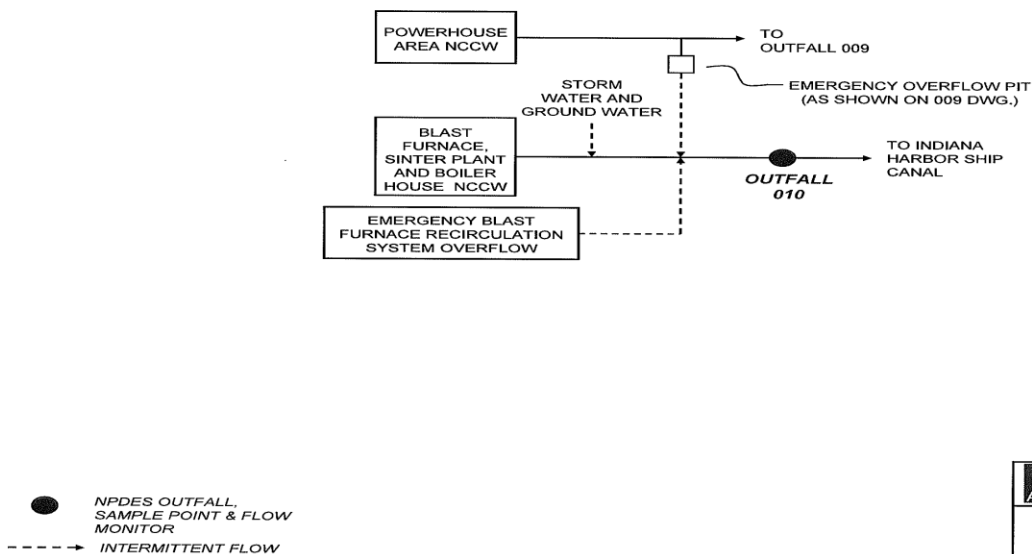 POWERHOUSE
AREA NCCW
TO
OUTFALL 009
EMERGENCY OVERFLOW PIT
(AS SHOWN ON 009 DWG.)
STORM
WATER AND
GROUND WATER
BLAST
FURNACE,
SINTER PLANT
AND BOILER
HOUSE NCCW
TO INDIANA
HARBOR SHIP
CANAL
OUTFALL
010
EMERGENCY BLAST
FURNACE RECIRCULATION
SYSTEM OVERFLOW
NPDES OUTFALL,
SAMPLE POINT & FLOW
MONITOR
INTERMITTENT FLOW